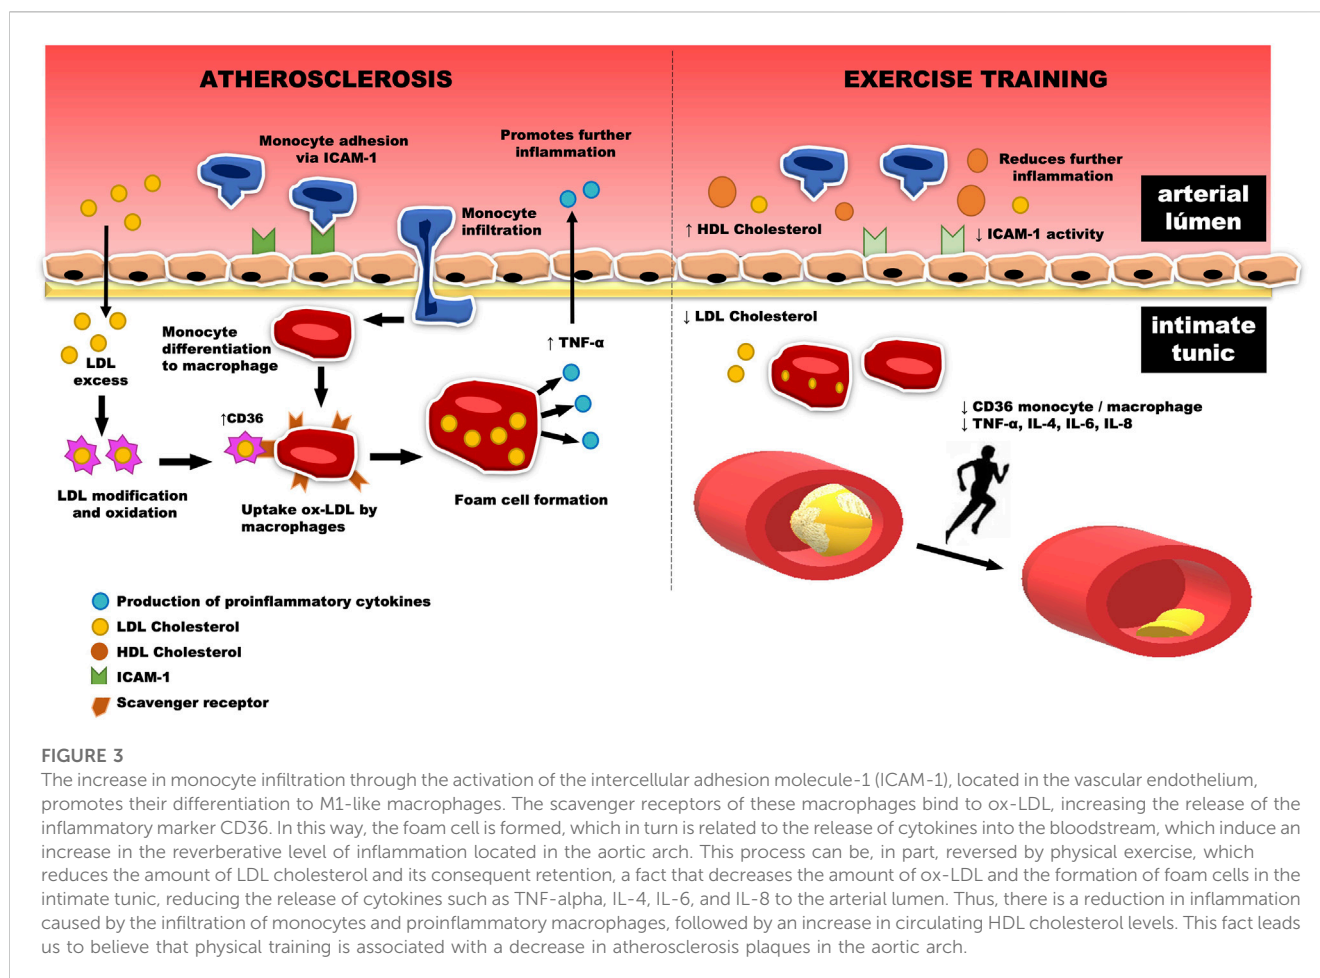 ATHEROSCLEROSIS
EXERCISE TRAINING
Monocyte adhesion
via ICAM-1
Promotes further
inflammation
Monocyte
infiltration
LDL
excess
Monocyte
differentiation
to macrophage
↑ TNF-α
↑CD36
LDL modification
and oxidation
Uptake ox-LDL by
macrophages
Foam cell formation
Reduces further
inflammation
↑ HDL Cholesterol
↓ ICAM-1 activity
arterial
lúmen
↓ LDL Cholesterol
intimate
tunic
↓ CD36 monocyte / macrophage
↓ TNF-α, IL-4, IL-6, IL-8
Production of proinflammatory cytokines
LDL Cholesterol
HDL Cholesterol
ICAM-1
Scavenger receptor
FIGURE 3
The increase in monocyte infiltration through the activation of the intercellular adhesion molecule-1 (ICAM-1), located in the vascular endothelium,
promotes their differentiation to M1-like macrophages. The scavenger receptors of these macrophages bind to ox-LDL, increasing the release of the
inflammatory marker CD36. In this way, the foam cell is formed, which in turn is related to the release of cytokines into the bloodstream, which induce an
increase in the reverberative level of inflammation located in the aortic arch. This process can be, in part, reversed by physical exercise, which
reduces the amount of LDL cholesterol and its consequent retention, a fact that decreases the amount of ox-LDL and the formation of foam cells in the
intimate tunic, reducing the release of cytokines such as TNF-alpha, IL-4, IL-6, and IL-8 to the arterial lumen. Thus, there is a reduction in inflammation
caused by the infiltration of monocytes and proinflammatory macrophages, followed by an increase in circulating HDL cholesterol levels. This fact leads
us to believe that physical training is associated with a decrease in atherosclerosis plaques in the aortic arch.